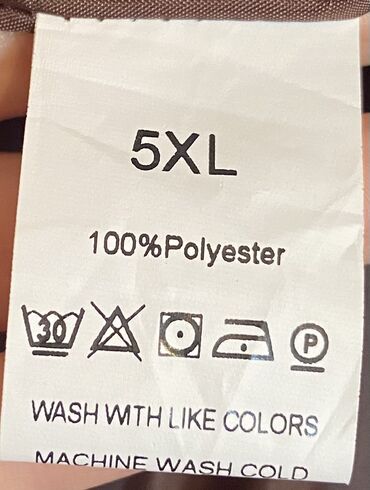 5XL
100%Polyester
30 P
WASH WITH LIKE COLORS
MACHINE WASH COLD